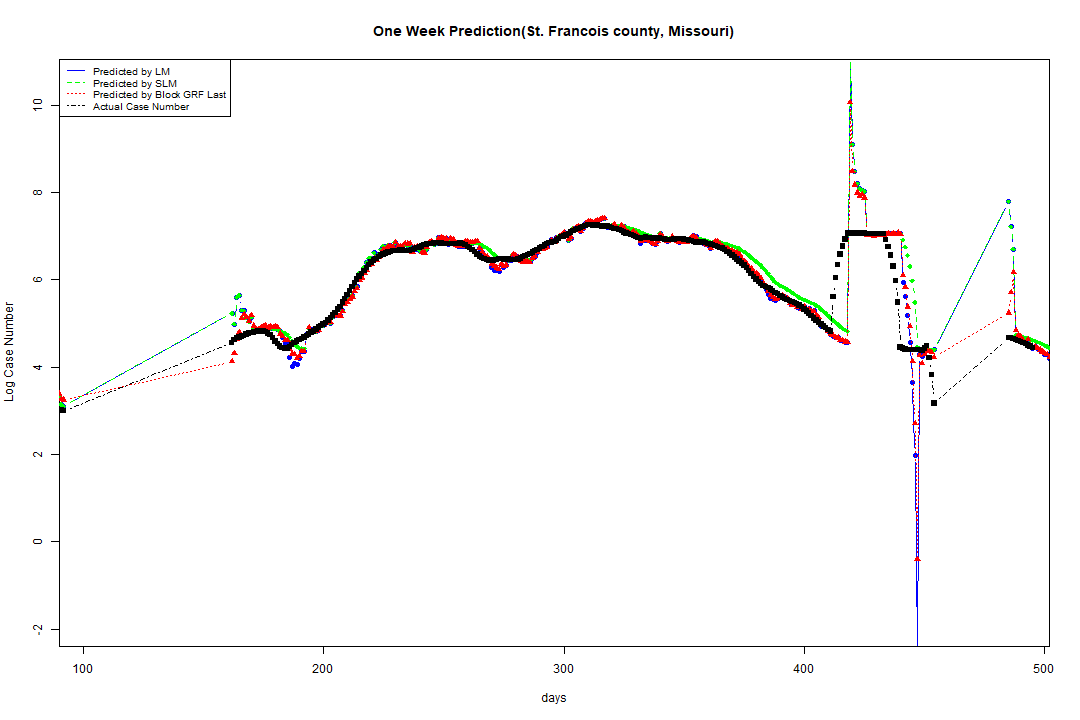 One Week Prediction(St. Francois county, Missouri)
Predicted by LM
Predicted by SLM
Predicted by Block GRF Last
Actual Case Number
Log Case Number
10
8
6
4
2
0
-2
100 200 300 400 500
days